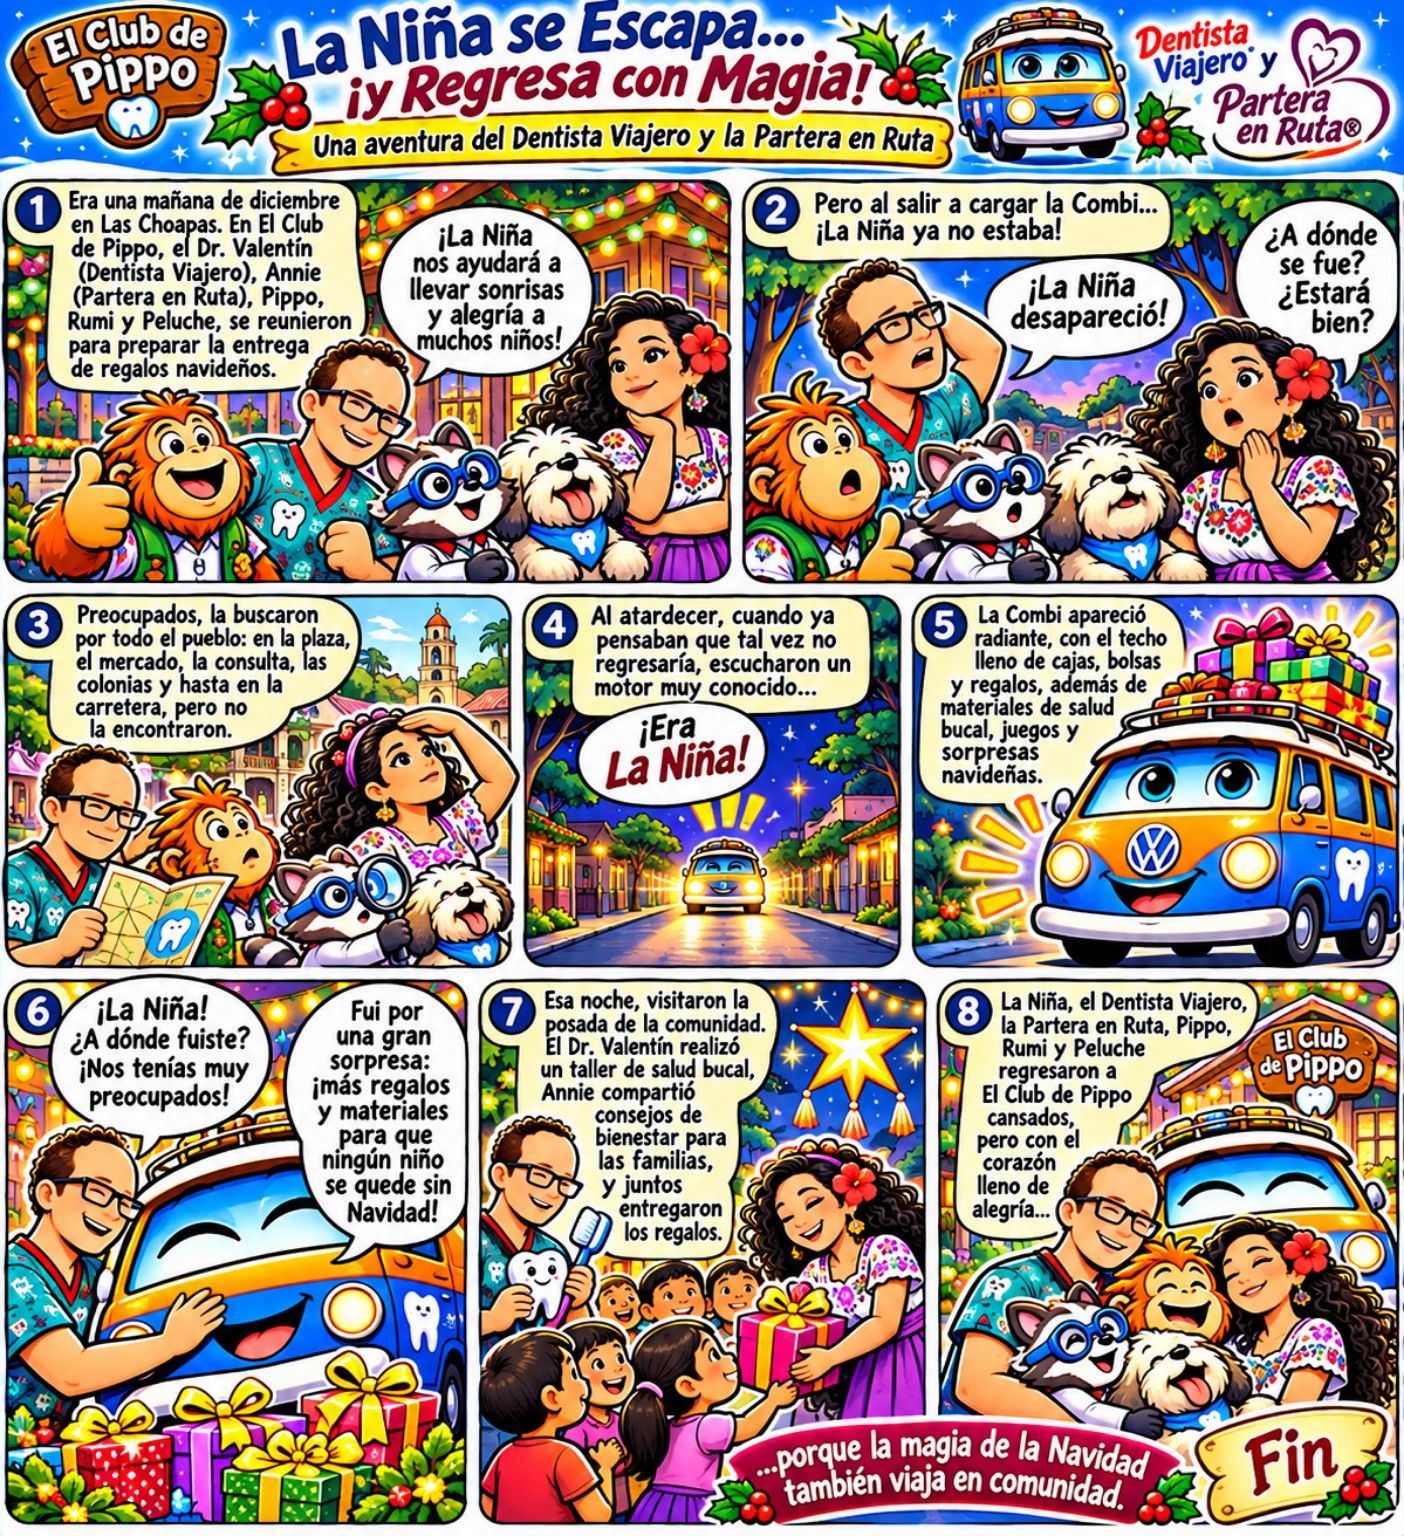 El Club de
Pippo
La Niña se Escapa...
¡y Regresa con Magia!
Una aventura del Dentista Viajero y la Partera en Ruta
Dentista
Viajero y
Partera
en Ruta®
1
Era una mañana de diciembre
en Las Choapas. En El Club
de Pippo, el Dr. Valentín
(Dentista Viajero), Annie
(Partera en Ruta), Pippo,
Rumi y Peluche, se reunieron
para preparar la entrega
de regalos navideños.
¡La Niña
nos ayudará a
llevar sonrisas
y alegría a
muchos niños!
2
Pero al salir a cargar la Combi...
¡La Niña ya no estaba!
¡La Niña
desapareció!
¿A dónde
se fue?
¿Estará
bien?
3
Preocupados, la buscaron
por todo el pueblo: en la plaza,
el mercado, la consulta, las
colonias y hasta en la
carretera, pero no
la encontraron.
4
Al atardecer, cuando ya
pensaban que tal vez no
regresaría, escucharon un
motor muy conocido...
¡Era
La Niña!
5
La Combi apareció
radiante, con el techo
lleno de cajas, bolsas
y regalos, además de
materiales de salud
bucal, juegos y
sorpresas
navideñas.
VW
6
¡La Niña!
¿A dónde fuiste?
¡Nos tenías muy
preocupados!
Fui por
una gran
sorpresa:
¡más regalos
y materiales
para que
ningún niño
se quede sin
Navidad!
7
Esa noche, visitaron la
posada de la comunidad.
El Dr. Valentín realizó
un taller de salud bucal,
Annie compartió
consejos de
bienestar para
las familias,
y juntos
entregaron
los regalos.
8
La Niña, el Dentista Viajero,
la Partera en Ruta, Pippo,
Rumi y Peluche
regresaron a
El Club de Pippo
cansados,
pero con el
corazón
lleno de
alegría...
El Club
de Pippo
...porque la magia de la Navidad
también viaja en comunidad.
Fin